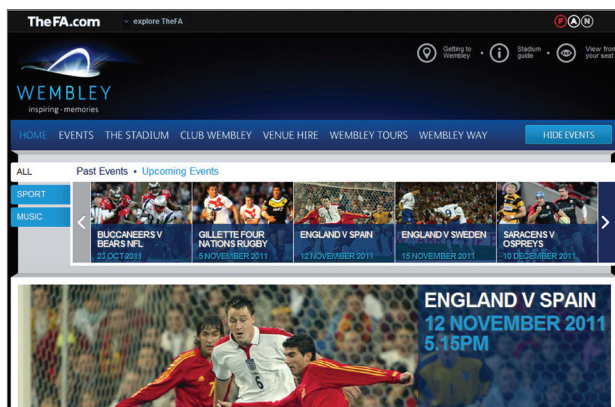 TheFA.com
explore TheFA
F A N
Getting to
Wembley
Stadium
guide
View from
your seat
WEMBLEY
inspiring • memories
HOME EVENTS THE STADIUM CLUB WEMBLEY VENUE HIRE WEMBLEY TOURS WEMBLEY WAY HIDE EVENTS
ALL
Past Events • Upcoming Events
SPORT
MUSIC
BUCCANEERS V
BEARS NFL
23 OCT 2011
GILLETTE FOUR
NATIONS RUGBY
5 NOVEMBER 2011
ENGLAND V SPAIN
12 NOVEMBER 2011
ENGLAND V SWEDEN
15 NOVEMBER 2011
SARACENS V
OSPREYS
10 DECEMBER 2011
ENGLAND V SPAIN
12 NOVEMBER 2011
5.15PM
6